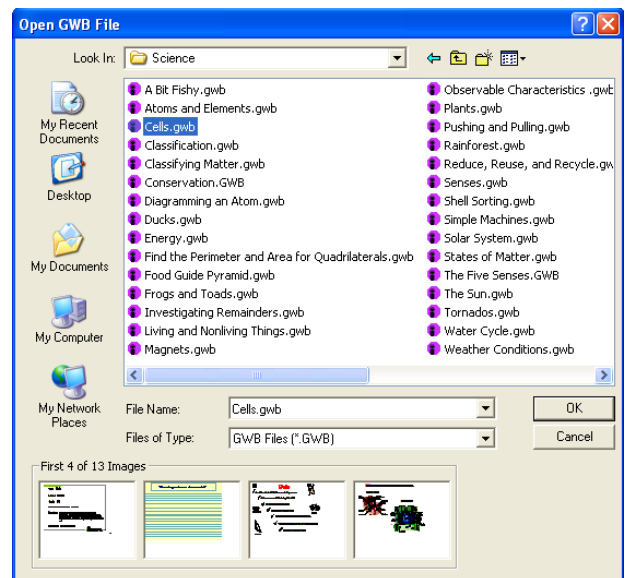 Open GWB File
Look In:
Science
My Recent
Documents
Desktop
My Documents
My Computer
My Network
Places
A Bit Fishy.gwb
Atoms and Elements.gwb
Cells.gwb
Classification.gwb
Classifying Matter.gwb
Conservation.GWB
Diagramming an Atom.gwb
Ducks.gwb
Energy.gwb
Find the Perimeter and Area for Quadrilaterals.gwb
Food Guide Pyramid.gwb
Frogs and Toads.gwb
Investigating Remainders.gwb
Living and Nonliving Things.gwb
Magnets.gwb
Observable Characteristics .gwb
Plants.gwb
Pushing and Pulling.gwb
Rainforest.gwb
Reduce, Reuse, and Recycle.gw
Senses.gwb
Shell Sorting.gwb
Simple Machines.gwb
Solar System.gwb
States of Matter.gwb
The Five Senses.GWB
The Sun.gwb
Tornados.gwb
Water Cycle.gwb
Weather Conditions.gwb
File Name:
Cells.gwb
OK
Files of Type:
GWB Files (*.GWB)
Cancel
First 4 of 13 Images